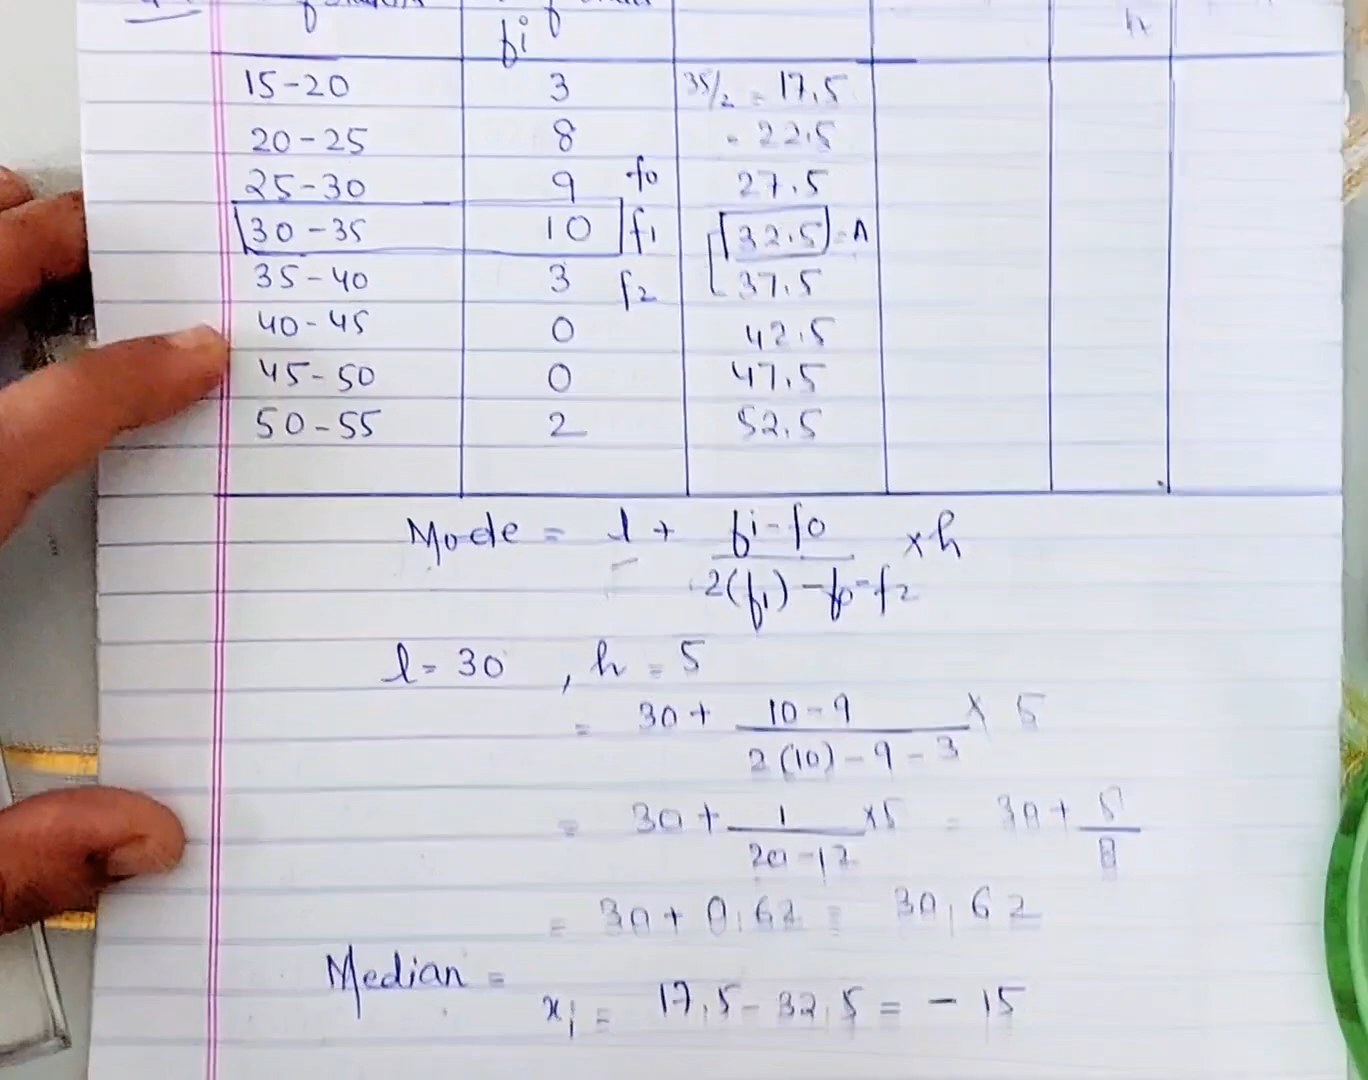 fi
15-20 3 35/2 = 17.5
20-25 8 = 22.5
25-30 9 f0 27.5
30-35 10 f1 32.5 = A
35-40 3 f2 37.5
40-45 0 42.5
45-50 0 47.5
50-55 2 52.5
Mode = l + fi-f0 / 2(f1)-f0-f2 × h
l = 30 , h = 5
= 30 + 10-9 / 2(10)-9-3 × 5
= 30 + 1 / 20-12 ×5 = 30 + 5 / 8
= 30 + 0.62 = 30.62
Median =
xi = 17.5 - 32.5 = - 15